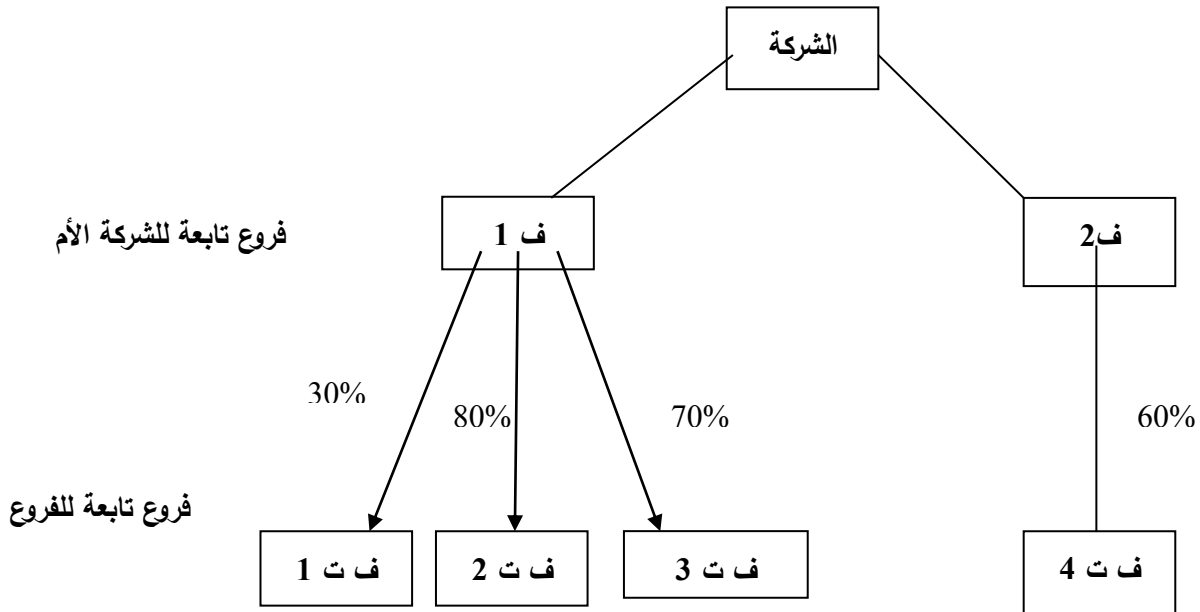 الشركة
فروع تابعة للشركة الأم
ف 1
ف2
30%
80%
70%
60%
فروع تابعة للفروع
ف ت 1
ف ت 2
ف ت 3
ف ت 4